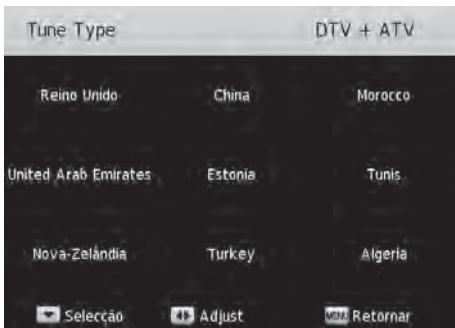 Tune Type DTV + ATV
Reino Unido China Morocco
United Arab Emirates Estonia Tunis
Nova-Zelândia Turkey Algeria
Selecção Adjust MENU Retornar